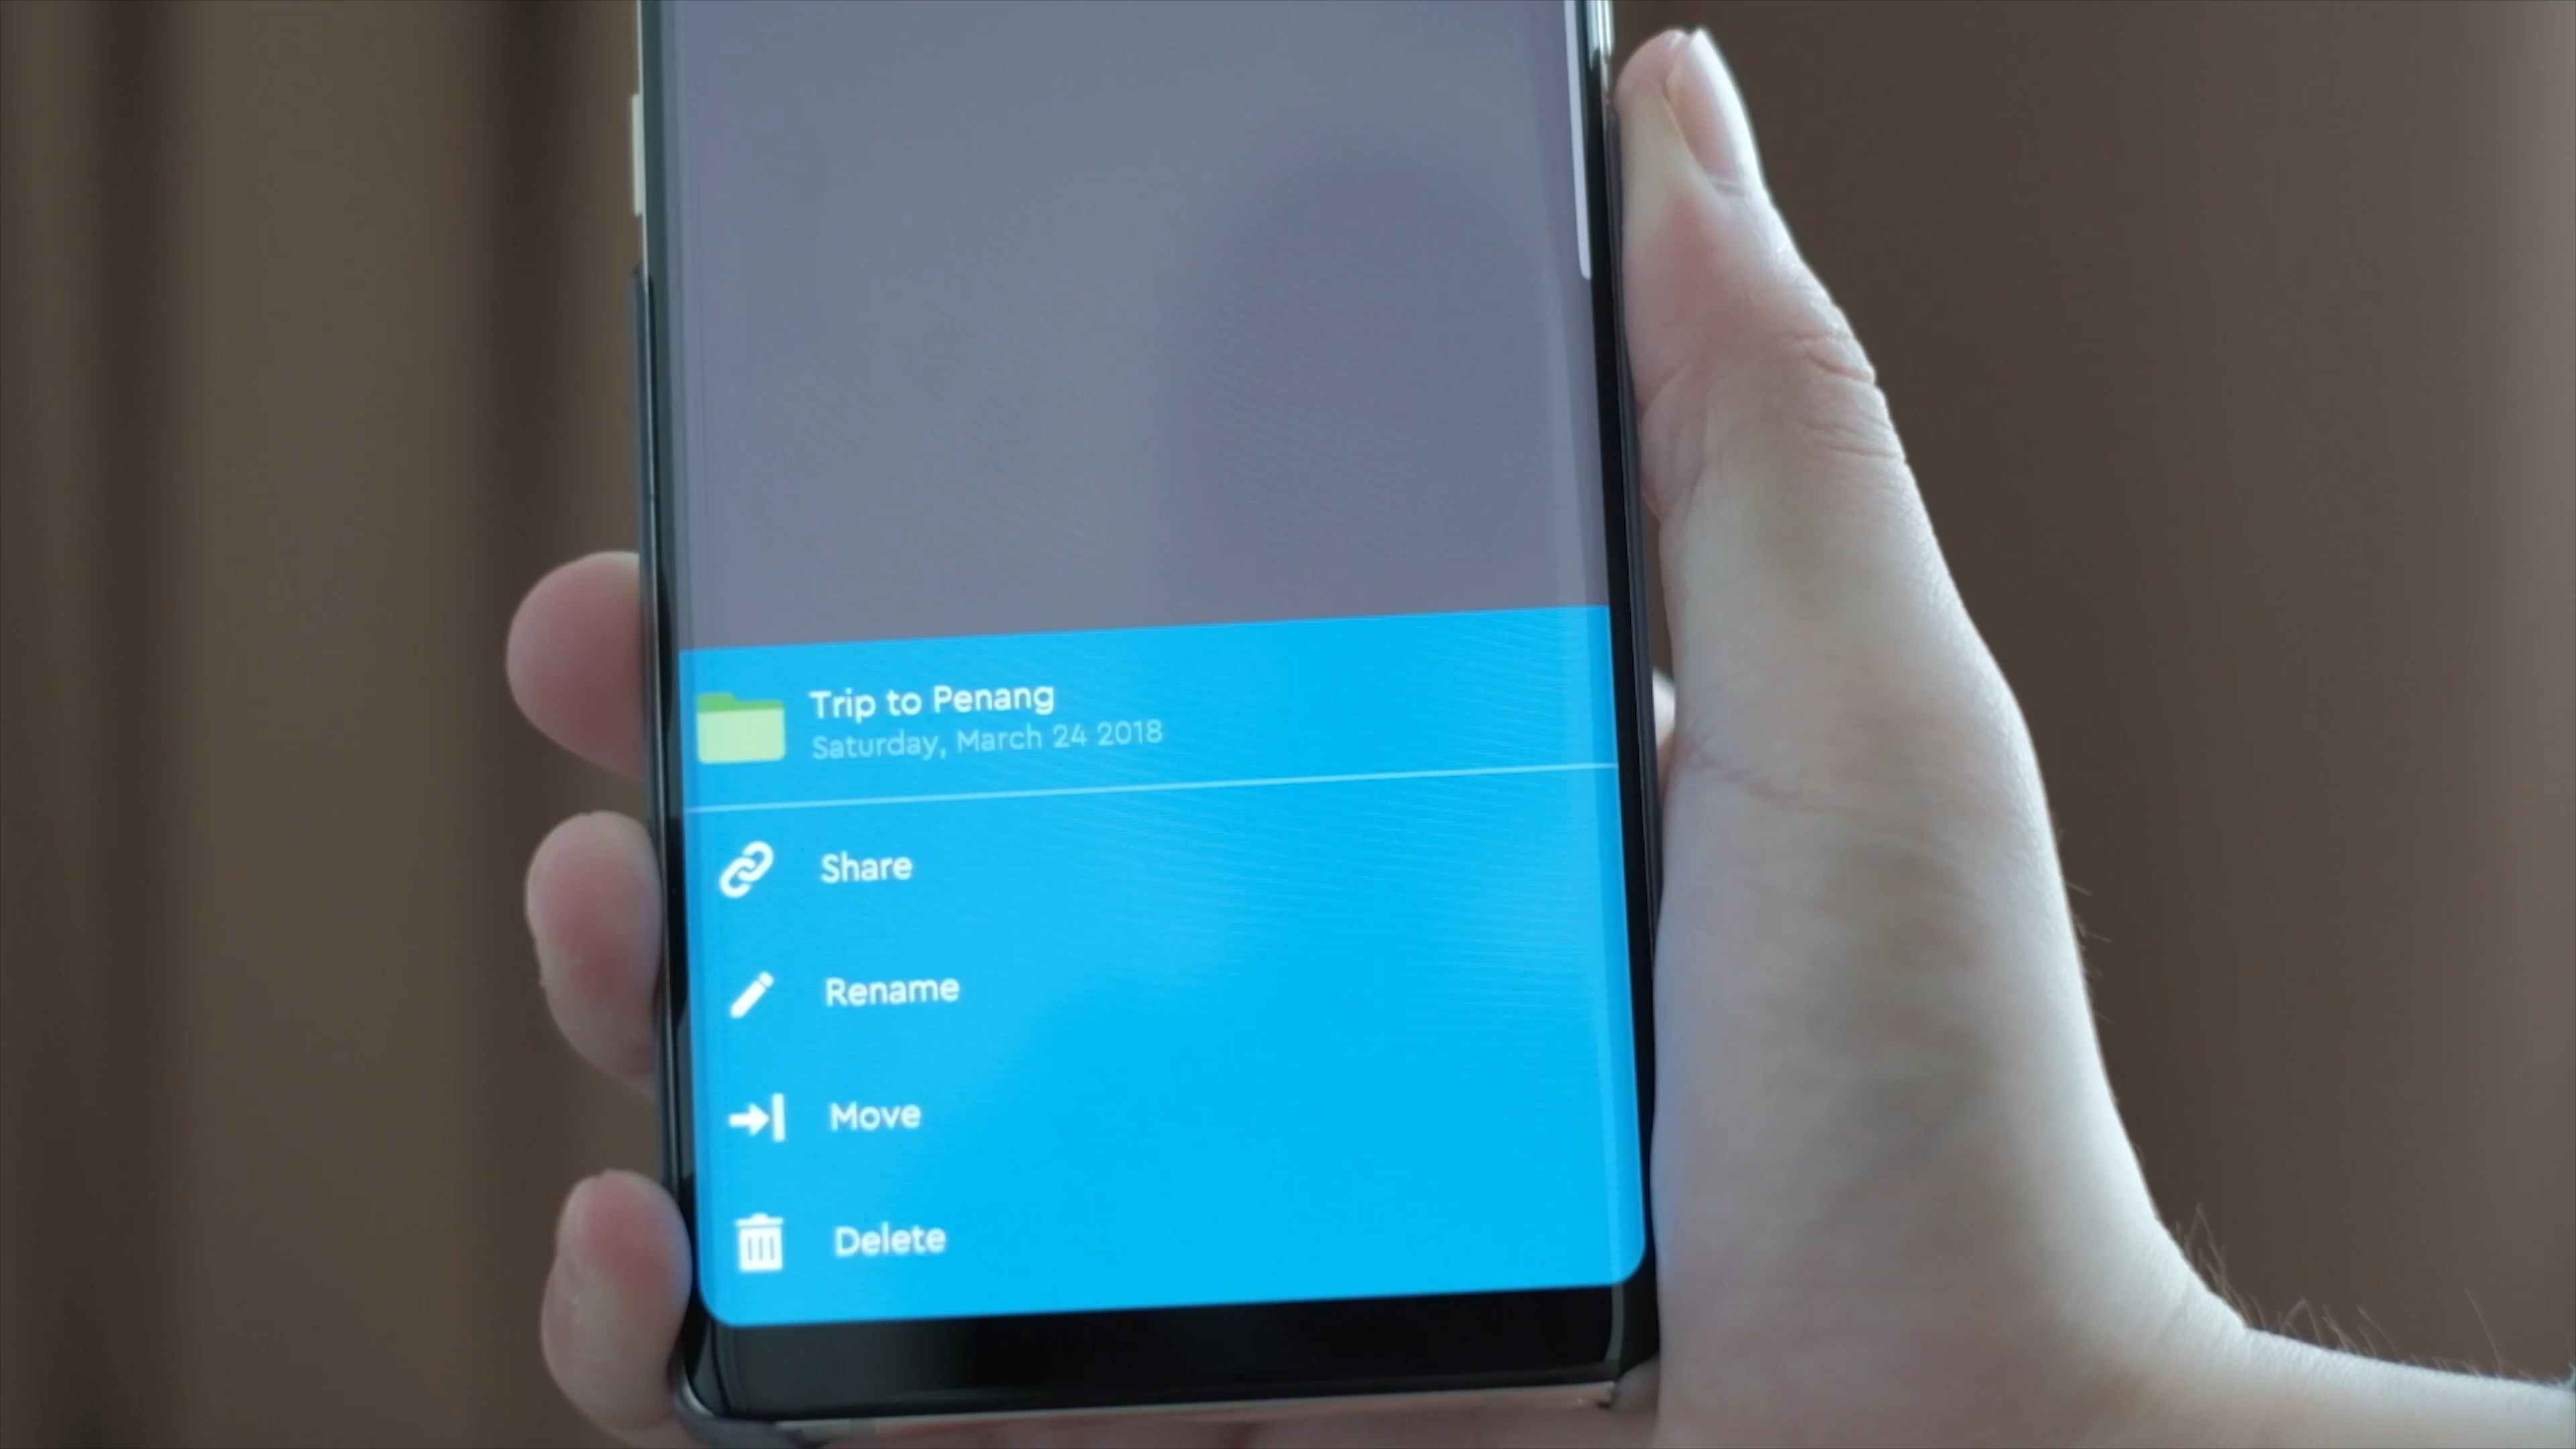 Trip to Penang
Saturday, March 24 2018
Share
Rename
Move
Delete